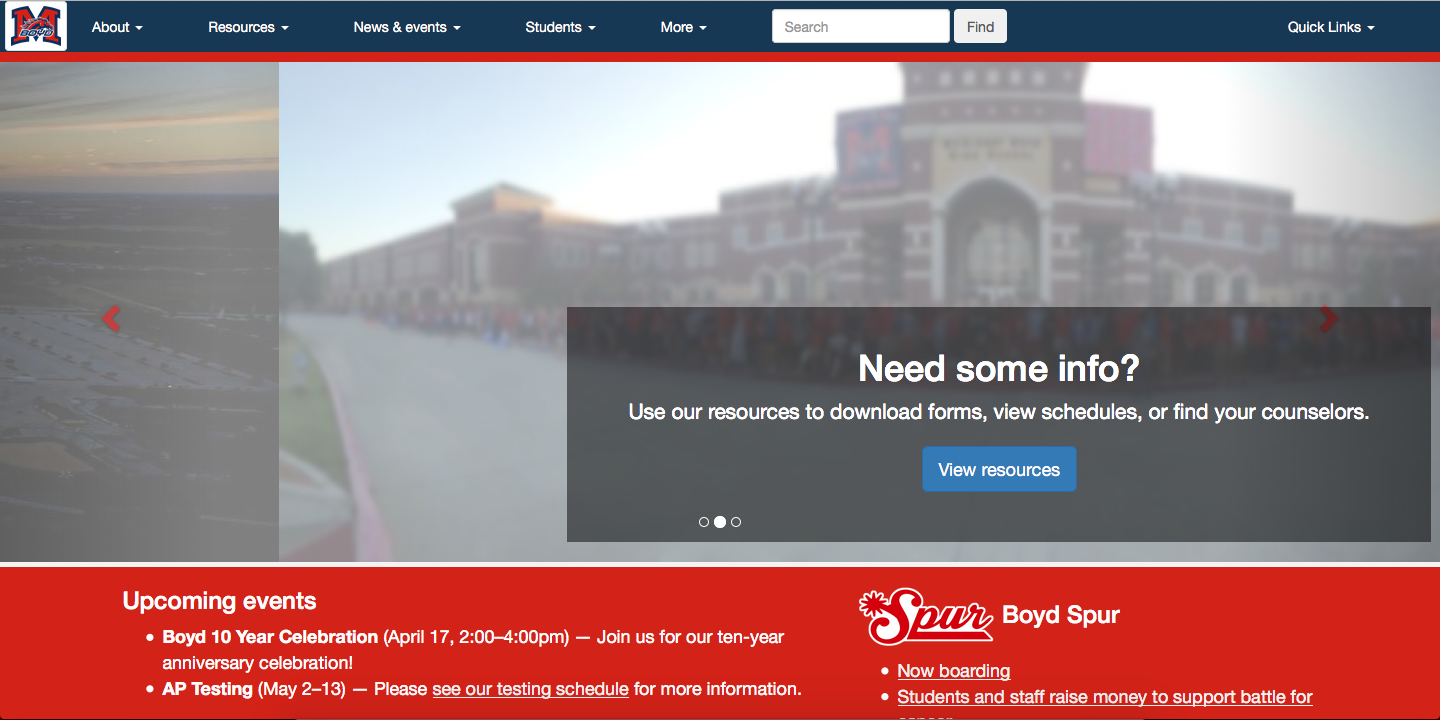 BOYD
About
Resources
News & events
Students
More
Search
Find
Quick Links
Need some info?
Use our resources to download forms, view schedules, or find your counselors.
View resources
Upcoming events
• Boyd 10 Year Celebration (April 17, 2:00–4:00pm) — Join us for our ten-year
anniversary celebration!
• AP Testing (May 2–13) — Please see our testing schedule for more information.
Spur Boyd Spur
• Now boarding
• Students and staff raise money to support battle for